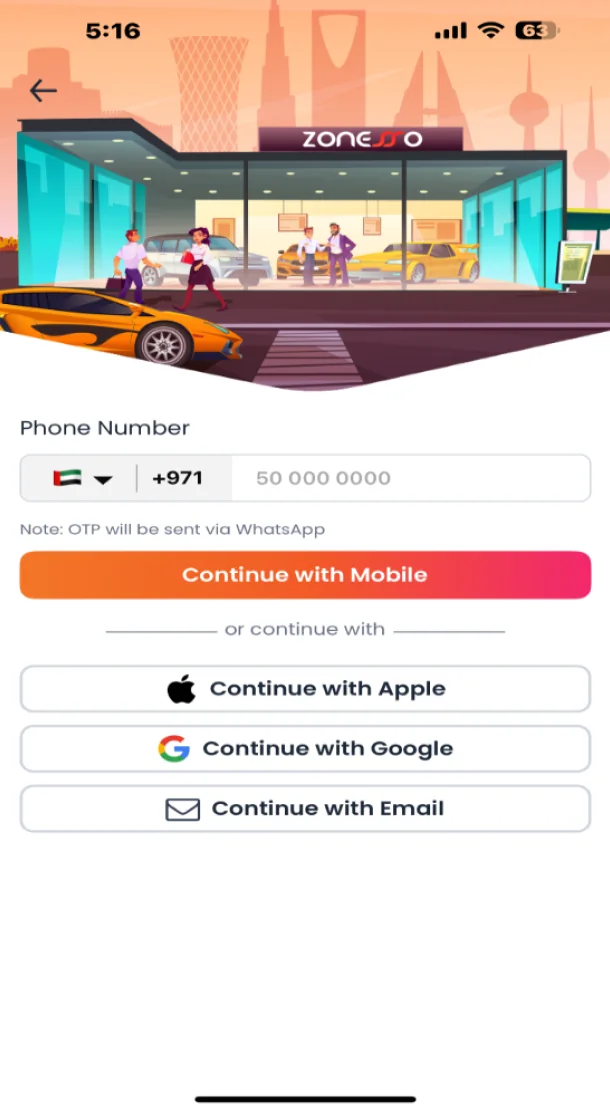 5:16
63
ZONESSO
Phone Number
+971 50 000 0000
Note: OTP will be sent via WhatsApp
Continue with Mobile
or continue with
Continue with Apple
Continue with Google
Continue with Email